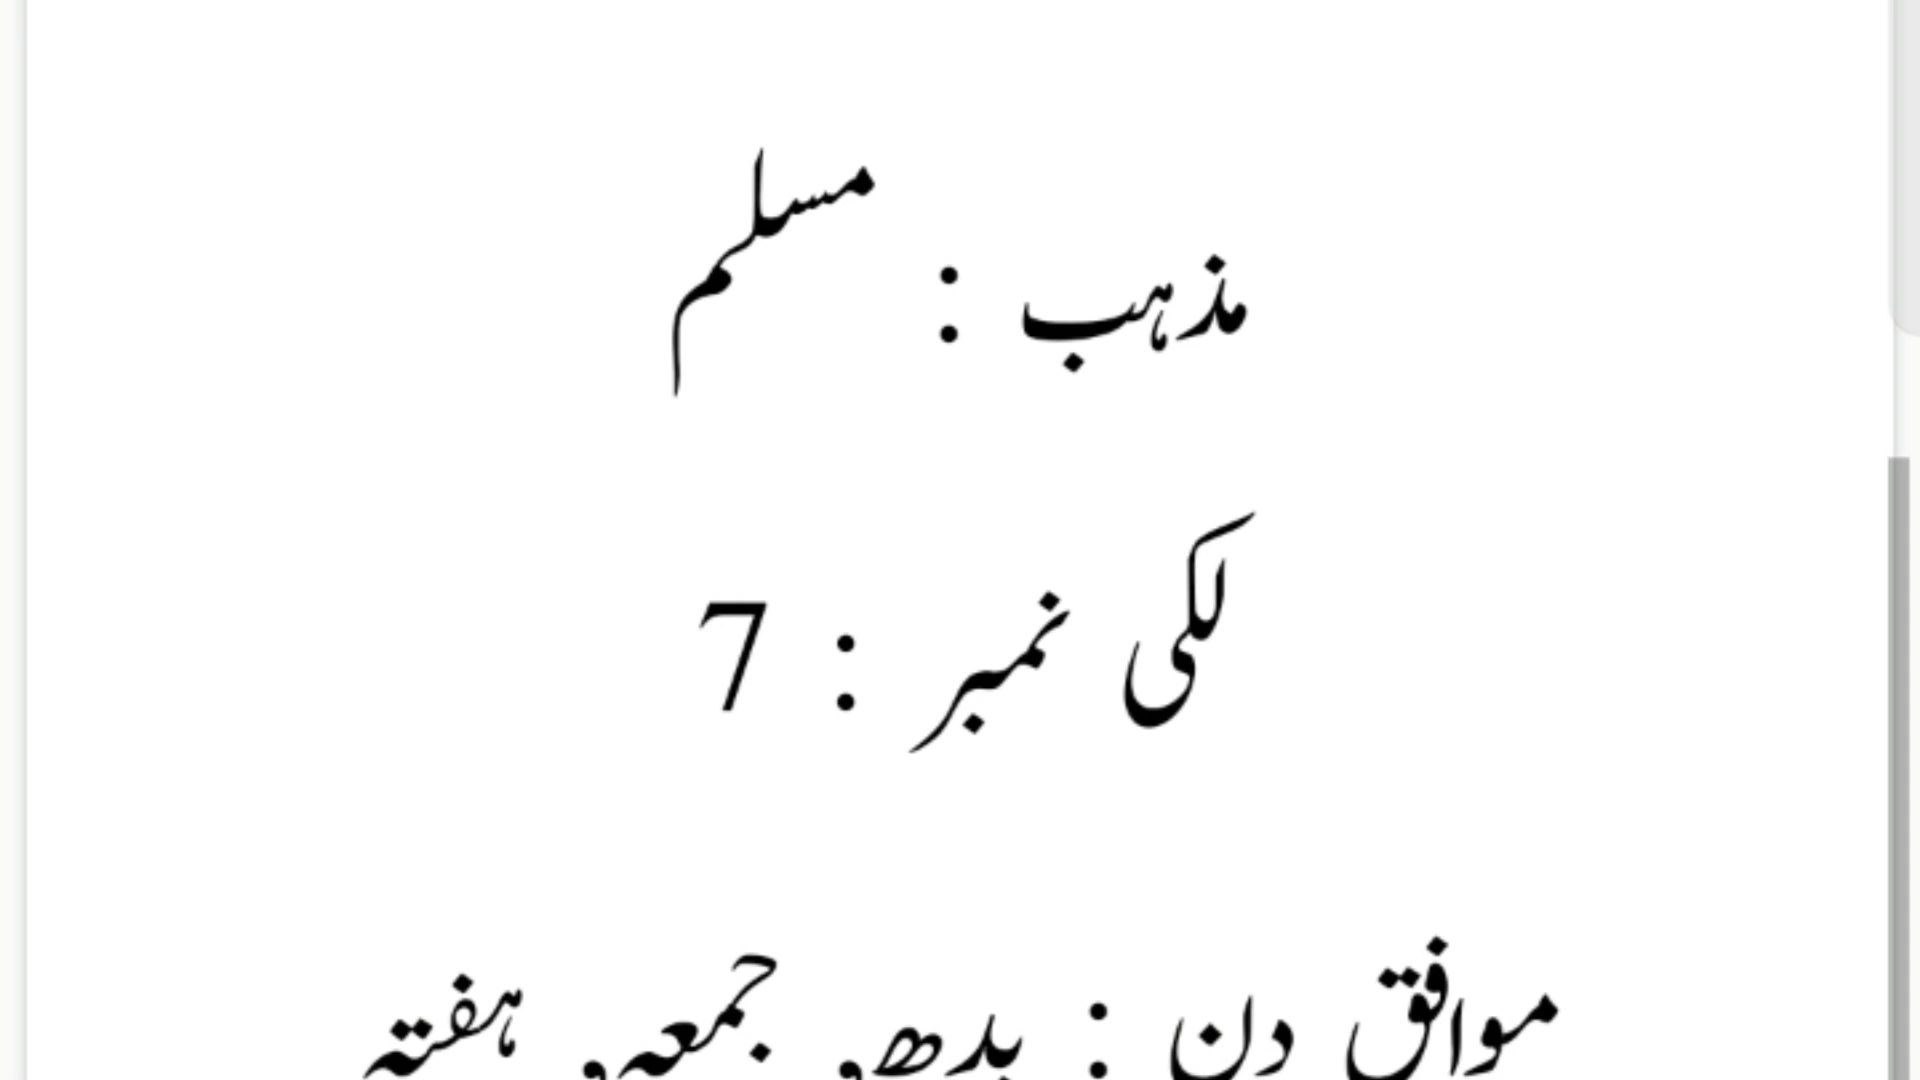 مذہب : مسلم
لکی نمبر : 7
موافق دن : بدھ, جمعہ, ہفتہ